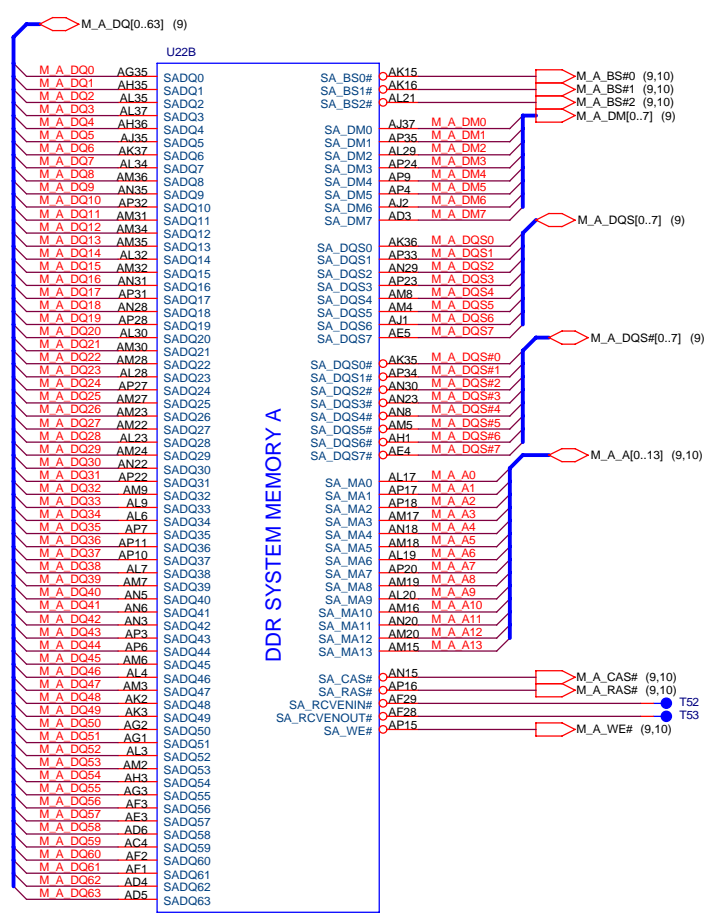 M_A_DQ[0..63] (9)
U22B
M_A_DQ0 AG35 SADQ0
M_A_DQ1 AH35 SADQ1
M_A_DQ2 AL35 SADQ2
M_A_DQ3 AL37 SADQ3
M_A_DQ4 AH36 SADQ4
M_A_DQ5 AJ35 SADQ5
M_A_DQ6 AK37 SADQ6
M_A_DQ7 AL34 SADQ7
M_A_DQ8 AM36 SADQ8
M_A_DQ9 AN35 SADQ9
M_A_DQ10 AP32 SADQ10
M_A_DQ11 AM31 SADQ11
M_A_DQ12 AM34 SADQ12
M_A_DQ13 AM35 SADQ13
M_A_DQ14 AL32 SADQ14
M_A_DQ15 AM32 SADQ15
M_A_DQ16 AN31 SADQ16
M_A_DQ17 AP31 SADQ17
M_A_DQ18 AN28 SADQ18
M_A_DQ19 AP28 SADQ19
M_A_DQ20 AL30 SADQ20
M_A_DQ21 AM30 SADQ21
M_A_DQ22 AM28 SADQ22
M_A_DQ23 AL28 SADQ23
M_A_DQ24 AP27 SADQ24
M_A_DQ25 AM27 SADQ25
M_A_DQ26 AM23 SADQ26
M_A_DQ27 AM22 SADQ27
M_A_DQ28 AL23 SADQ28
M_A_DQ29 AM24 SADQ29
M_A_DQ30 AN22 SADQ30
M_A_DQ31 AP22 SADQ31
M_A_DQ32 AM9 SADQ32
M_A_DQ33 AL9 SADQ33
M_A_DQ34 AL6 SADQ34
M_A_DQ35 AP7 SADQ35
M_A_DQ36 AP11 SADQ36
M_A_DQ37 AP10 SADQ37
M_A_DQ38 AL7 SADQ38
M_A_DQ39 AM7 SADQ39
M_A_DQ40 AN5 SADQ40
M_A_DQ41 AN6 SADQ41
M_A_DQ42 AN3 SADQ42
M_A_DQ43 AP3 SADQ43
M_A_DQ44 AP6 SADQ44
M_A_DQ45 AM6 SADQ45
M_A_DQ46 AL4 SADQ46
M_A_DQ47 AM3 SADQ47
M_A_DQ48 AK2 SADQ48
M_A_DQ49 AK3 SADQ49
M_A_DQ50 AG2 SADQ50
M_A_DQ51 AG1 SADQ51
M_A_DQ52 AL3 SADQ52
M_A_DQ53 AM2 SADQ53
M_A_DQ54 AH3 SADQ54
M_A_DQ55 AG3 SADQ55
M_A_DQ56 AF3 SADQ56
M_A_DQ57 AE3 SADQ57
M_A_DQ58 AD6 SADQ58
M_A_DQ59 AC4 SADQ59
M_A_DQ60 AF2 SADQ60
M_A_DQ61 AF1 SADQ61
M_A_DQ62 AD4 SADQ62
M_A_DQ63 AD5 SADQ63
DDR SYSTEM MEMORY A
SA_BS0# AK15 M_A_BS#0 (9,10)
SA_BS1# AK16 M_A_BS#1 (9,10)
SA_BS2# AL21 M_A_BS#2 (9,10)
M_A_DM[0..7] (9)
SA_DM0 AJ37 M_A_DM0
SA_DM1 AP35 M_A_DM1
SA_DM2 AL29 M_A_DM2
SA_DM3 AP24 M_A_DM3
SA_DM4 AP9 M_A_DM4
SA_DM5 AP4 M_A_DM5
SA_DM6 AJ2 M_A_DM6
SA_DM7 AD3 M_A_DM7
M_A_DQS[0..7] (9)
SA_DQS0 AK36 M_A_DQS0
SA_DQS1 AP33 M_A_DQS1
SA_DQS2 AN29 M_A_DQS2
SA_DQS3 AP23 M_A_DQS3
SA_DQS4 AM8 M_A_DQS4
SA_DQS5 AM4 M_A_DQS5
SA_DQS6 AJ1 M_A_DQS6
SA_DQS7 AE5 M_A_DQS7
M_A_DQS#[0..7] (9)
SA_DQS0# AK35 M_A_DQS#0
SA_DQS1# AP34 M_A_DQS#1
SA_DQS2# AN30 M_A_DQS#2
SA_DQS3# AN23 M_A_DQS#3
SA_DQS4# AN8 M_A_DQS#4
SA_DQS5# AM5 M_A_DQS#5
SA_DQS6# AH1 M_A_DQS#6
SA_DQS7# AE4 M_A_DQS#7
M_A_A[0..13] (9,10)
SA_MA0 AL17 M_A_A0
SA_MA1 AP17 M_A_A1
SA_MA2 AP18 M_A_A2
SA_MA3 AM17 M_A_A3
SA_MA4 AN18 M_A_A4
SA_MA5 AM18 M_A_A5
SA_MA6 AL19 M_A_A6
SA_MA7 AP20 M_A_A7
SA_MA8 AM19 M_A_A8
SA_MA9 AL20 M_A_A9
SA_MA10 AM16 M_A_A10
SA_MA11 AN20 M_A_A11
SA_MA12 AM20 M_A_A12
SA_MA13 AM15 M_A_A13
SA_CAS# AN15 M_A_CAS# (9,10)
SA_RAS# AP16 M_A_RAS# (9,10)
SA_RCVENIN# AF29 T52
SA_RCVENOUT# AF28 T53
SA_WE# AP15 M_A_WE# (9,10)